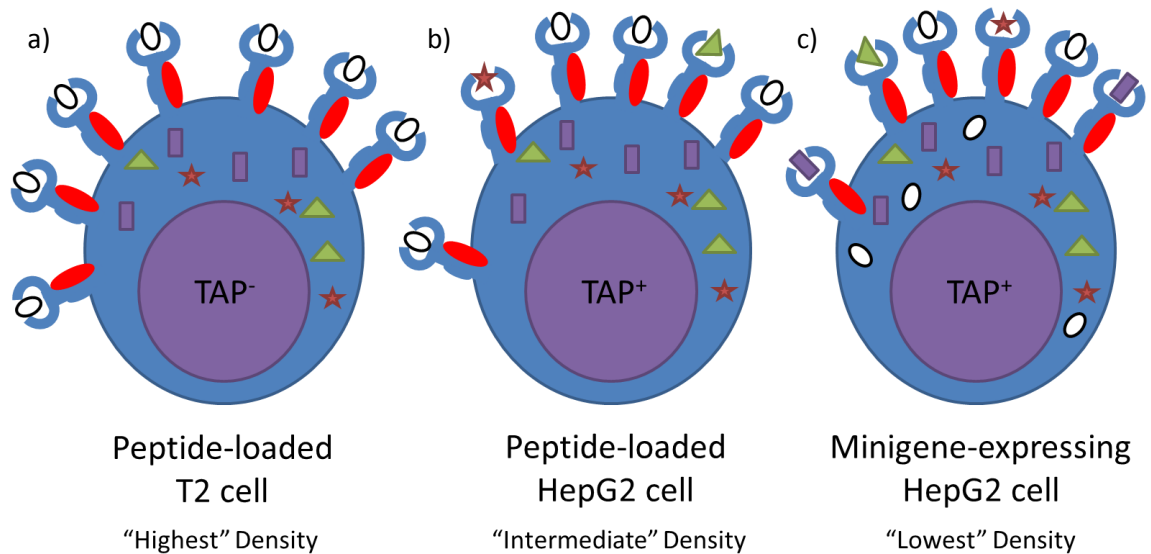 a)
b)
c)
TAP⁻
TAP⁺
TAP⁺
Peptide-loaded
T2 cell
“Highest” Density
Peptide-loaded
HepG2 cell
“Intermediate” Density
Minigene-expressing
HepG2 cell
“Lowest” Density